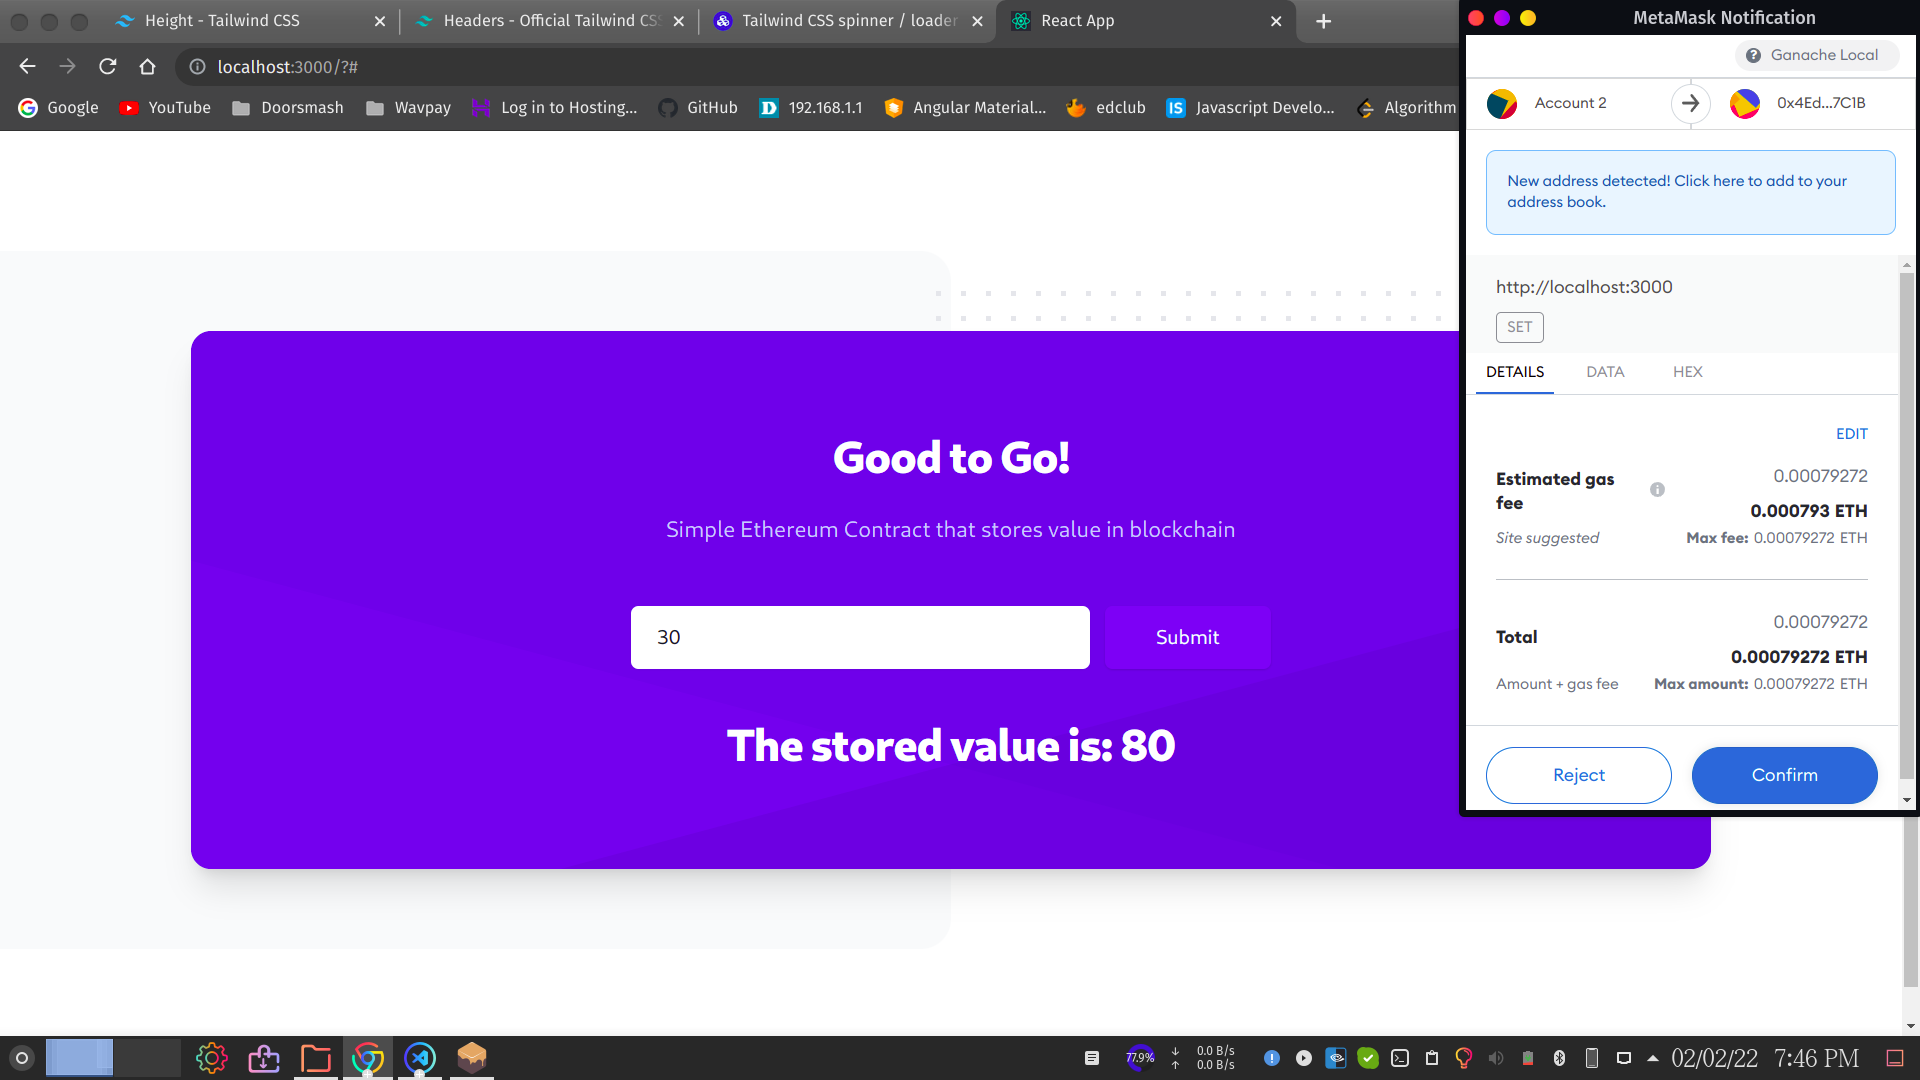 Height - Tailwind CSS
Headers - Official Tailwind CSS
Tailwind CSS spinner / loader
React App
localhost:3000/?#
Google
YouTube
Doorsmash
Wavpay
Log in to Hosting...
GitHub
192.168.1.1
Angular Material...
edclub
Javascript Develo...
Algorithm
Good to Go!
Simple Ethereum Contract that stores value in blockchain
30
Submit
The stored value is: 80
MetaMask Notification
Ganache Local
Account 2
0x4Ed...7C1B
New address detected! Click here to add to your
address book.
http://localhost:3000
SET
DETAILS DATA HEX
EDIT
Estimated gas
fee
0.00079272
0.000793 ETH
Site suggested
Max fee: 0.00079272 ETH
0.00079272
Total
0.00079272 ETH
Amount + gas fee
Max amount: 0.00079272 ETH
Reject
Confirm
77.9%
0.0 B/s
0.0 B/s
02/02/22 7:46 PM